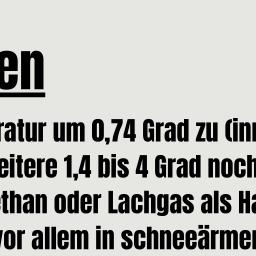 en
ratur um 0,74 Grad zu (inn
eitere 1,4 bis 4 Grad noch
ethan oder Lachgas als Ha
vor allem in schneeärmer